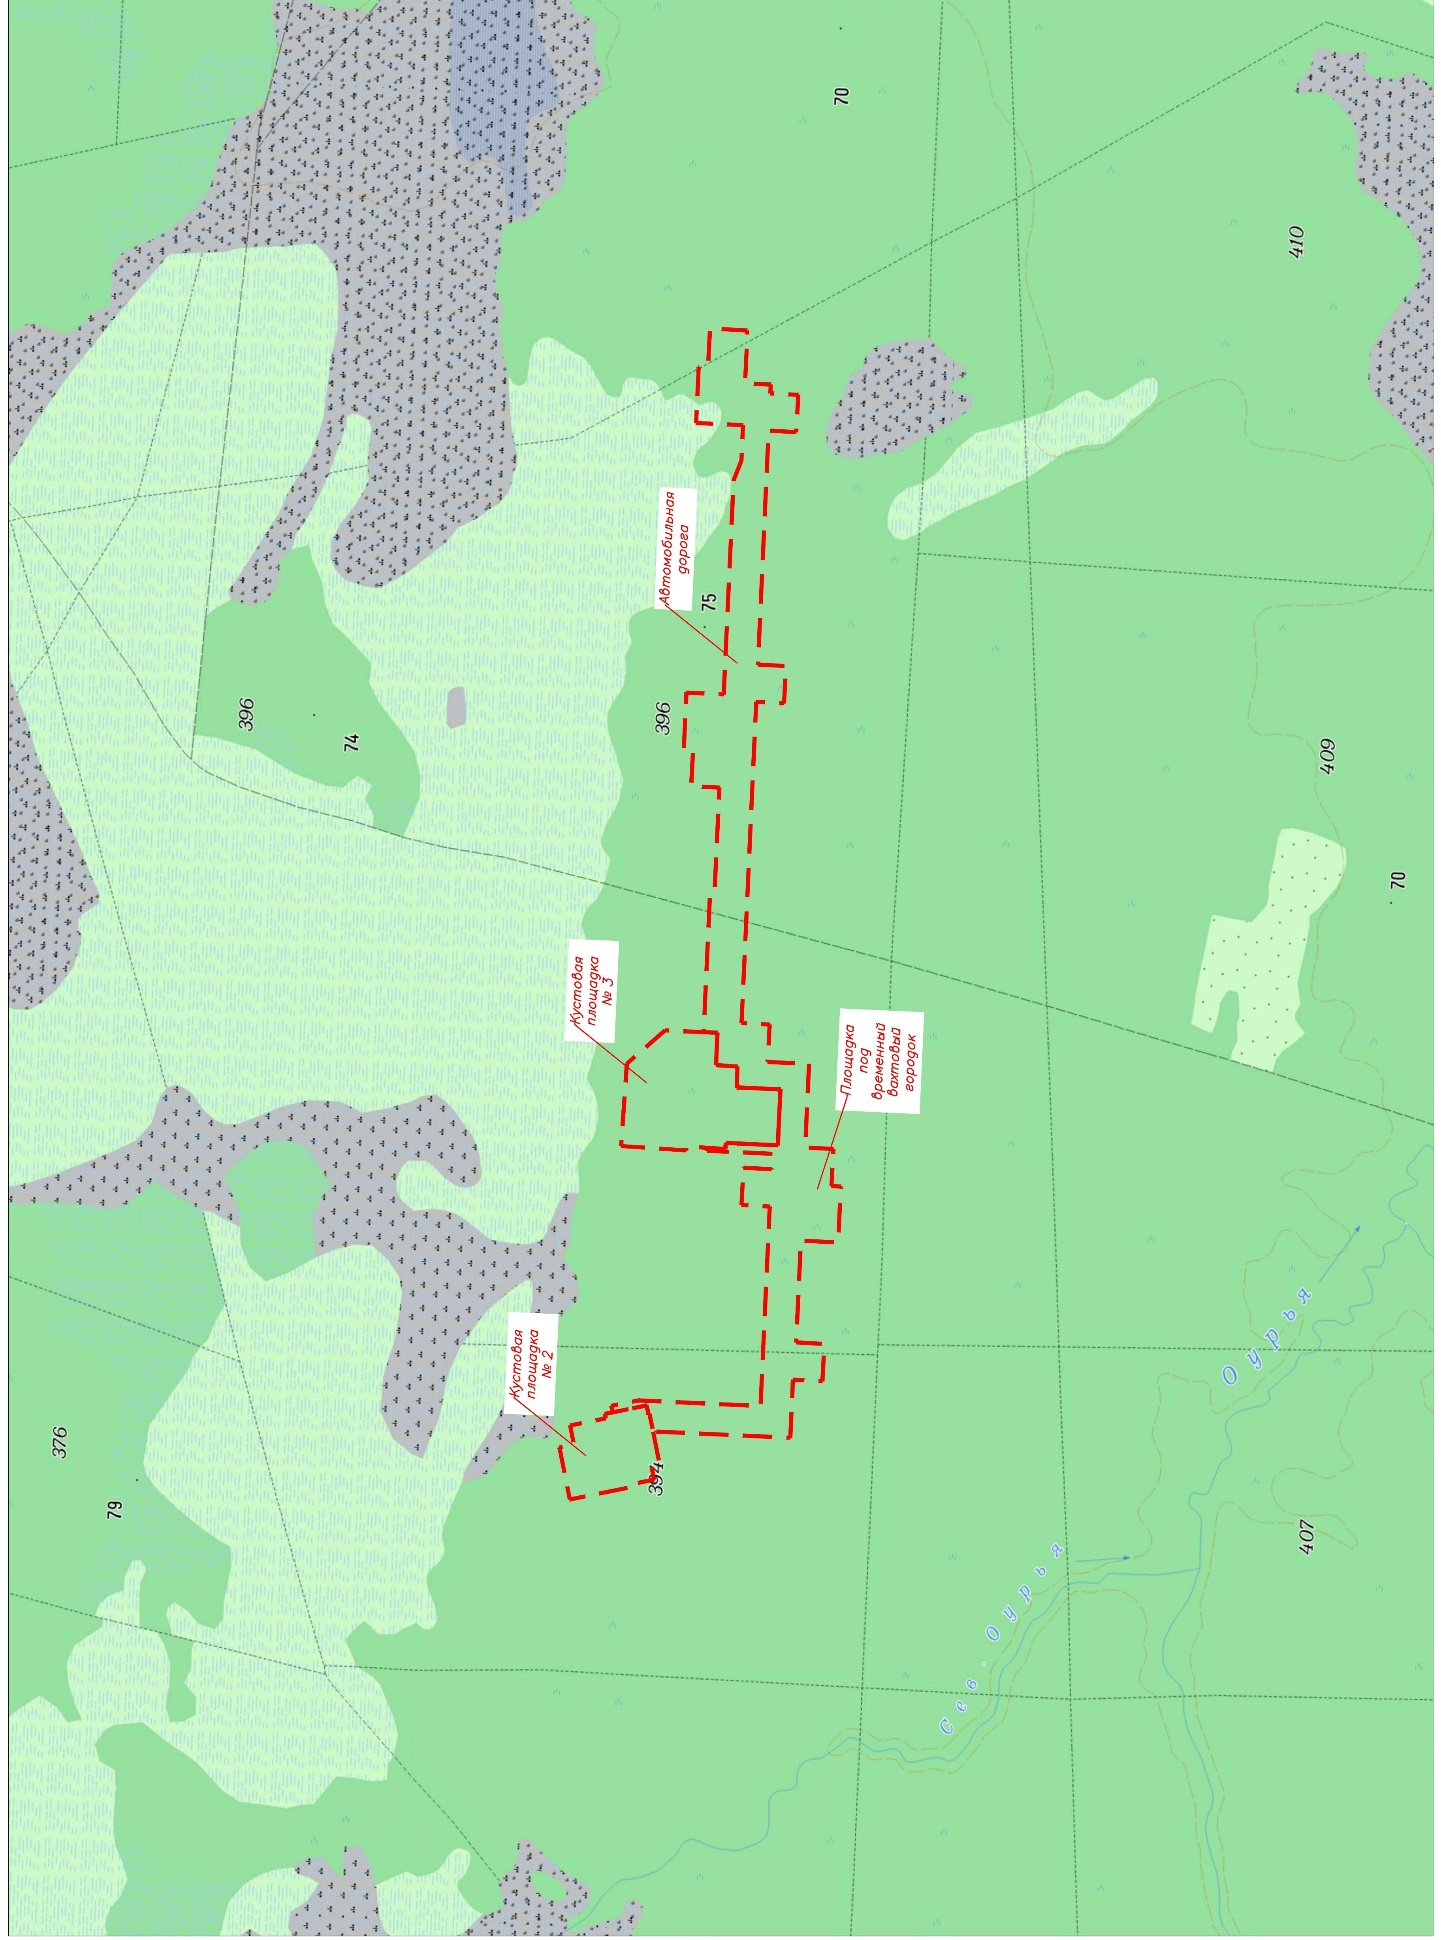 70
410
Автомобильная
дорога
75
396
396
74
409
70
Кустовая
площадка
№ 3
Площадка
под
временный
вахтовый
городок
Оурья
Кустовая
площадка
№ 2
394
376
79
407
Сев. Оурья